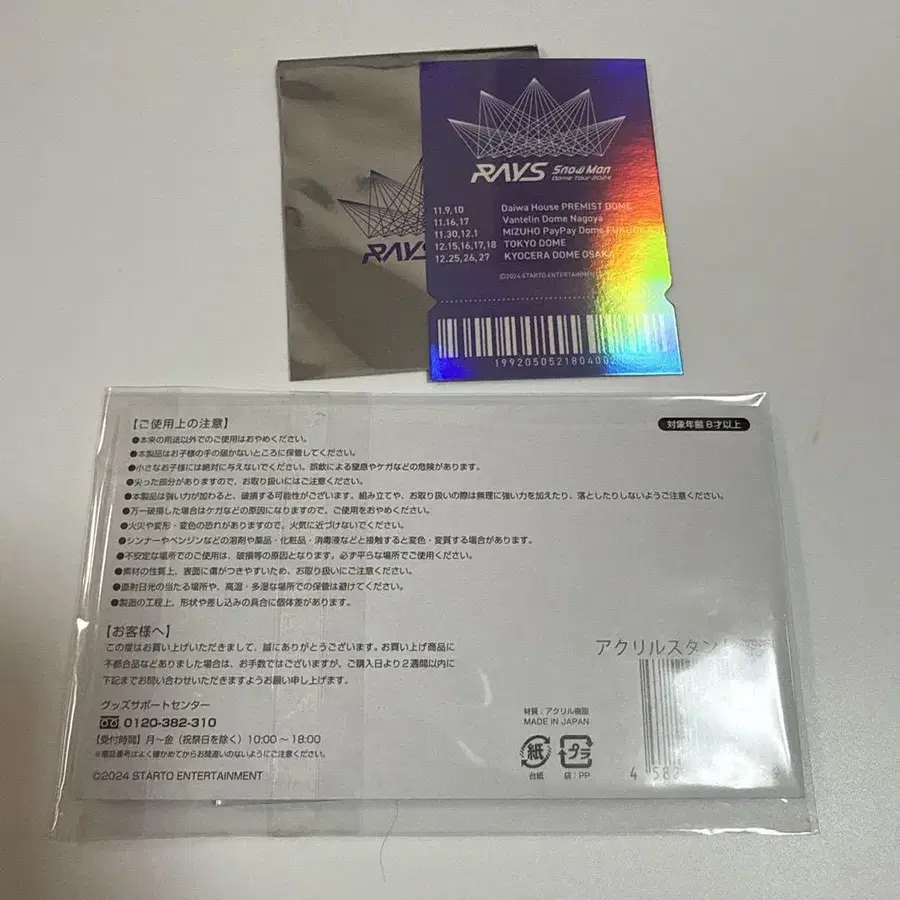 RAYS
RAYS Snow Man
Dome Tour 2024
11.9,10 Daiwa House PREMIST DOME
11.16,17 Vantelin Dome Nagoya
11.30,12.1 MIZUHO PayPay Dome FUKUOKA
12.15,16,17,18 TOKYO DOME
12.25,26,27 KYOCERA DOME OSAKA
©2024 STARTO ENTERTAINMENT
199205052180400
【ご使用上の注意】
対象年齢 8才以上
●本来の用途以外でのご使用はおやめください。
●本製品はお子様の手の届かないところに保管してください。
●小さなお子様には絶対に与えないでください。誤飲による窒息やケガなどの危険があります。
●尖った部分がありますので、お取り扱いにはご注意ください。
●本製品は強い力が加わると、破損する可能性がございます。組み立てや、お取り扱いの際は無理に強い力を加えたり、落としたりしないようご注意ください。
●万一破損した場合はケガなどの原因になりますので、ご使用をおやめください。
●火災や変形・変色の恐れがありますので、火気に近づけないでください。
●シンナーやベンジンなどの溶剤や薬品・化粧品・消毒液などと接触すると変色・変質する場合があります。
●不安定な場所でのご使用は、破損等の原因となります。必ず平らな場所でご使用ください。
●素材の性質上、表面に傷がつきやすいため、お取り扱いにご注意ください。
●直射日光の当たる場所や、高温・多湿な場所での保管は避けてください。
●製造の工程上、形状や差し込みの具合に個体差があります。
【お客様へ】
この度はお買い上げいただきまして、誠にありがとうございます。お買い上げ商品に
不都合品などありました場合は、お手数ではございますが、ご購入日より2週間以内に
下記までお問い合わせいただきますようお願い申し上げます。
アクリルスタン
グッズサポートセンター
0120-382-310
【受付時間】月～金（祝祭日を除く）10:00～18:00
※電話番号はよく確かめてからお間違いのないようにご注意ください。
©2024 STARTO ENTERTAINMENT
材質：アクリル樹脂
MADE IN JAPAN
紙 プラ
台紙 袋：PP
4 582